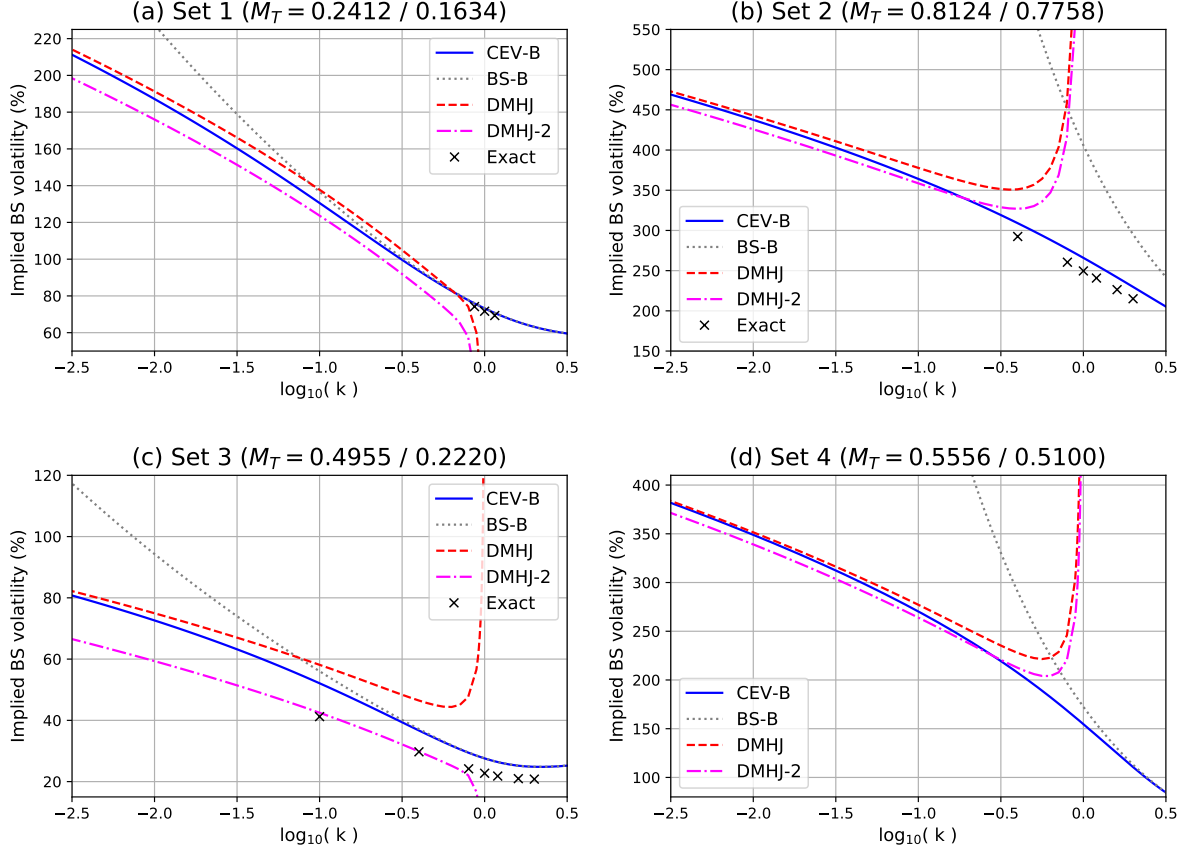 (a) Set 1 (M_T = 0.2412 / 0.1634)
Implied BS volatility (%)
220
200
180
160
140
120
100
80
60
CEV-B
BS-B
DMHJ
DMHJ-2
Exact
−2.5 −2.0 −1.5 −1.0 −0.5 0.0 0.5
log₁₀( k )
(b) Set 2 (M_T = 0.8124 / 0.7758)
Implied BS volatility (%)
550
500
450
400
350
300
250
200
150
CEV-B
BS-B
DMHJ
DMHJ-2
Exact
−2.5 −2.0 −1.5 −1.0 −0.5 0.0 0.5
log₁₀( k )
(c) Set 3 (M_T = 0.4955 / 0.2220)
Implied BS volatility (%)
120
100
80
60
40
20
CEV-B
BS-B
DMHJ
DMHJ-2
Exact
−2.5 −2.0 −1.5 −1.0 −0.5 0.0 0.5
log₁₀( k )
(d) Set 4 (M_T = 0.5556 / 0.5100)
Implied BS volatility (%)
400
350
300
250
200
150
100
CEV-B
BS-B
DMHJ
DMHJ-2
−2.5 −2.0 −1.5 −1.0 −0.5 0.0 0.5
log₁₀( k )